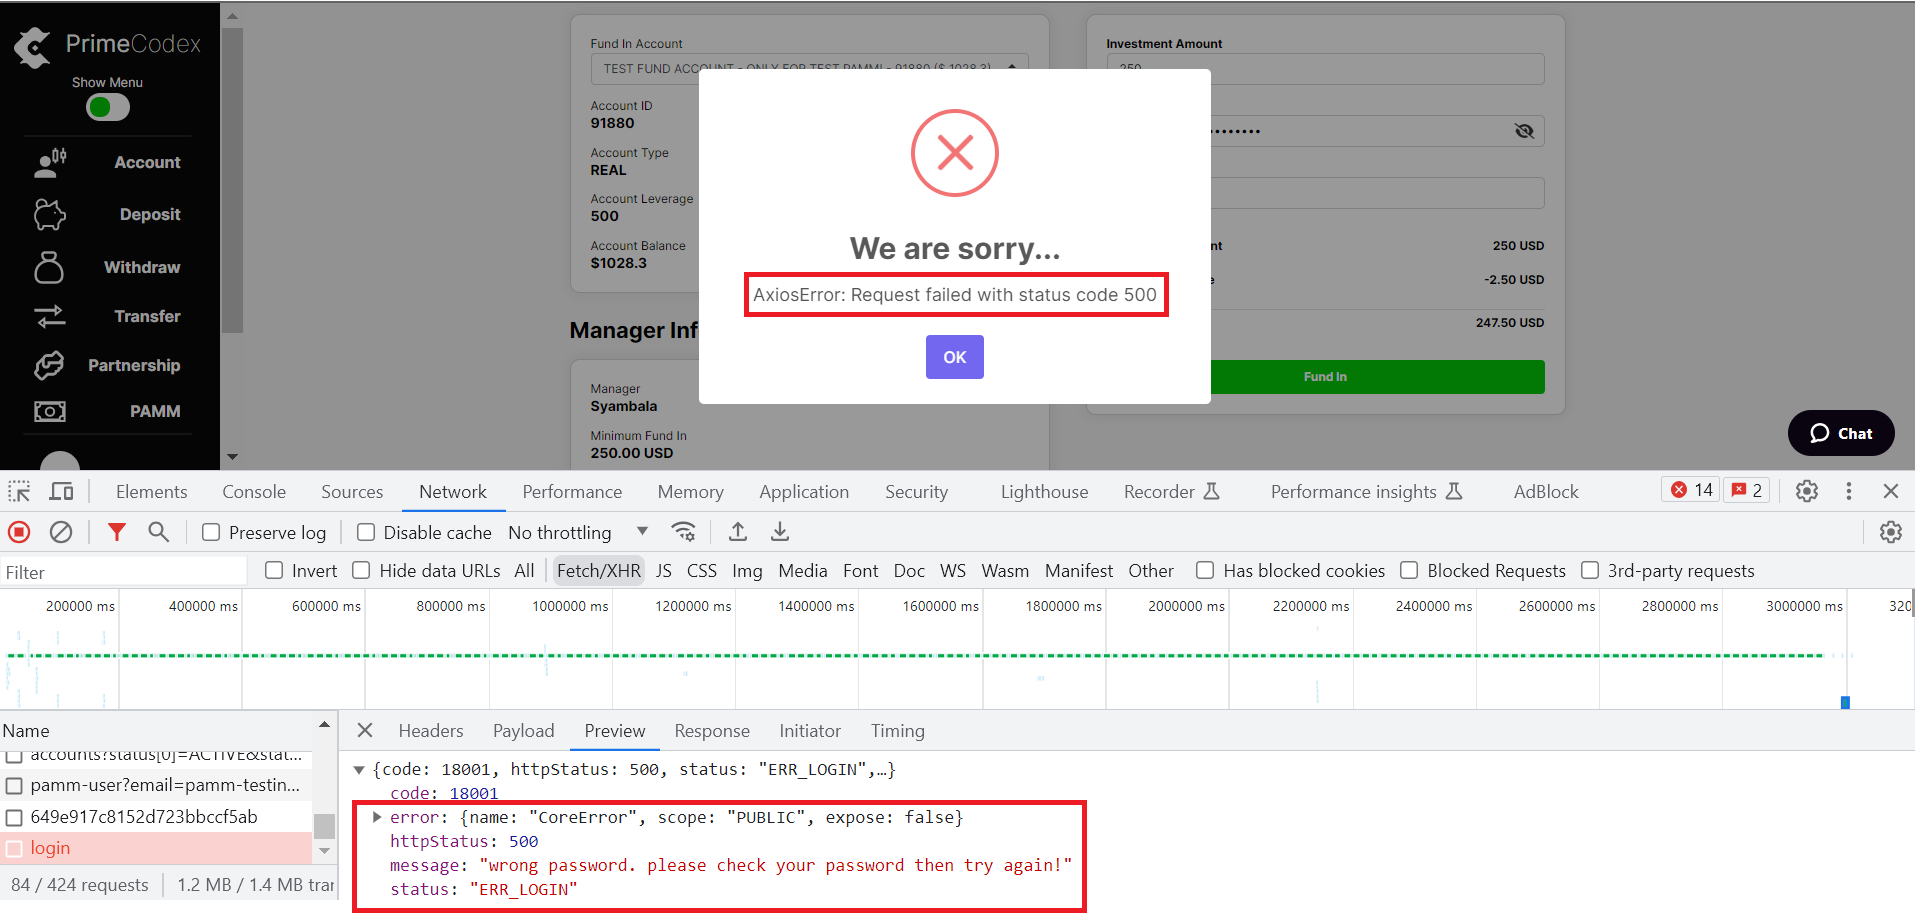 PrimeCodex
Show Menu
Account
Deposit
Withdraw
Transfer
Partnership
PAMM
Fund In Account
TEST FUND ACCOUNT - ONLY FOR TEST PAMM! - 91880 ($ 1028.3)
Account ID
91880
Account Type
REAL
Account Leverage
500
Account Balance
$1028.3
Manager Inf
Manager
Syambala
Minimum Fund In
250.00 USD
Investment Amount
250
nt 250 USD
e -2.50 USD
247.50 USD
Fund In
We are sorry...
AxiosError: Request failed with status code 500
OK
Chat
Elements Console Sources Network Performance Memory Application Security Lighthouse Recorder Performance insights AdBlock 14 2
Preserve log Disable cache No throttling
Filter Invert Hide data URLs All Fetch/XHR JS CSS Img Media Font Doc WS Wasm Manifest Other Has blocked cookies Blocked Requests 3rd-party requests
200000 ms 400000 ms 600000 ms 800000 ms 1000000 ms 1200000 ms 1400000 ms 1600000 ms 1800000 ms 2000000 ms 2200000 ms 2400000 ms 2600000 ms 2800000 ms 3000000 ms 320
Name
accounts?status[0]=ACTIVE&stat...
pamm-user?email=pamm-testin...
649e917c8152d723bbccf5ab
login
84 / 424 requests 1.2 MB / 1.4 MB trar
Headers Payload Preview Response Initiator Timing
{code: 18001, httpStatus: 500, status: "ERR_LOGIN",…}
code: 18001
error: {name: "CoreError", scope: "PUBLIC", expose: false}
httpStatus: 500
message: "wrong password. please check your password then try again!"
status: "ERR_LOGIN"